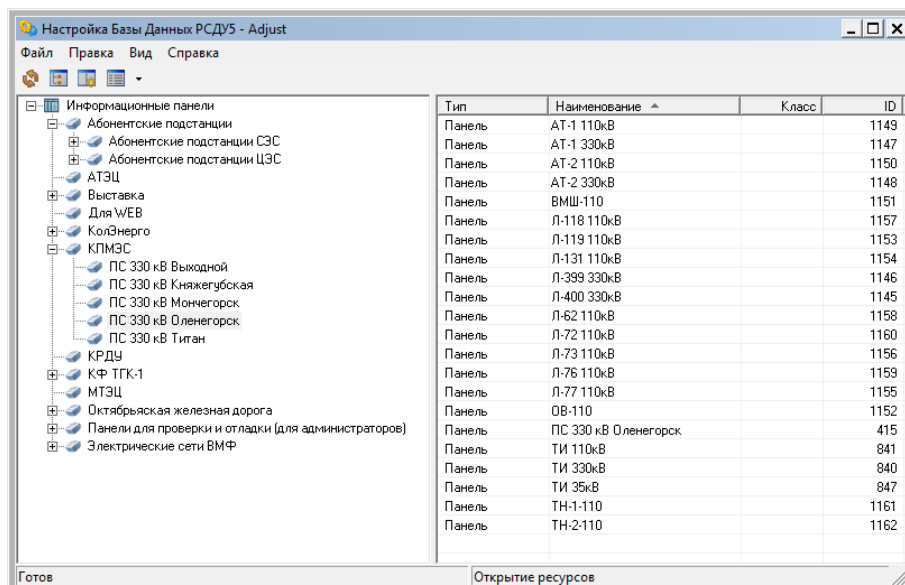 Настройка Базы Данных РСДУ5 - Adjust
Файл Правка Вид Справка
Информационные панели
Абонентские подстанции
Абонентские подстанции СЭС
Абонентские подстанции ЦЭС
АТЭЦ
Выставка
Для WEB
КолЭнерго
КПМЭС
ПС 330 кВ Выходной
ПС 330 кВ Княжегубская
ПС 330 кВ Мончегорск
ПС 330 кВ Оленегорск
ПС 330 кВ Титан
КРДУ
КФ ТГК-1
МТЭЦ
Октябрьяская железная дорога
Панели для проверки и отладки (для администраторов)
Электрические сети ВМФ
Тип Наименование Класс ID
Панель АТ-1 110кВ 1149
Панель АТ-1 330кВ 1147
Панель АТ-2 110кВ 1150
Панель АТ-2 330кВ 1148
Панель ВМШ-110 1151
Панель Л-118 110кВ 1157
Панель Л-119 110кВ 1153
Панель Л-131 110кВ 1154
Панель Л-399 330кВ 1146
Панель Л-400 330кВ 1145
Панель Л-62 110кВ 1158
Панель Л-72 110кВ 1160
Панель Л-73 110кВ 1156
Панель Л-76 110кВ 1159
Панель Л-77 110кВ 1155
Панель ОВ-110 1152
Панель ПС 330 кВ Оленегорск 415
Панель ТИ 110кВ 841
Панель ТИ 330кВ 840
Панель ТИ 35кВ 847
Панель ТН-1-110 1161
Панель ТН-2-110 1162
Готов Открытие ресурсов